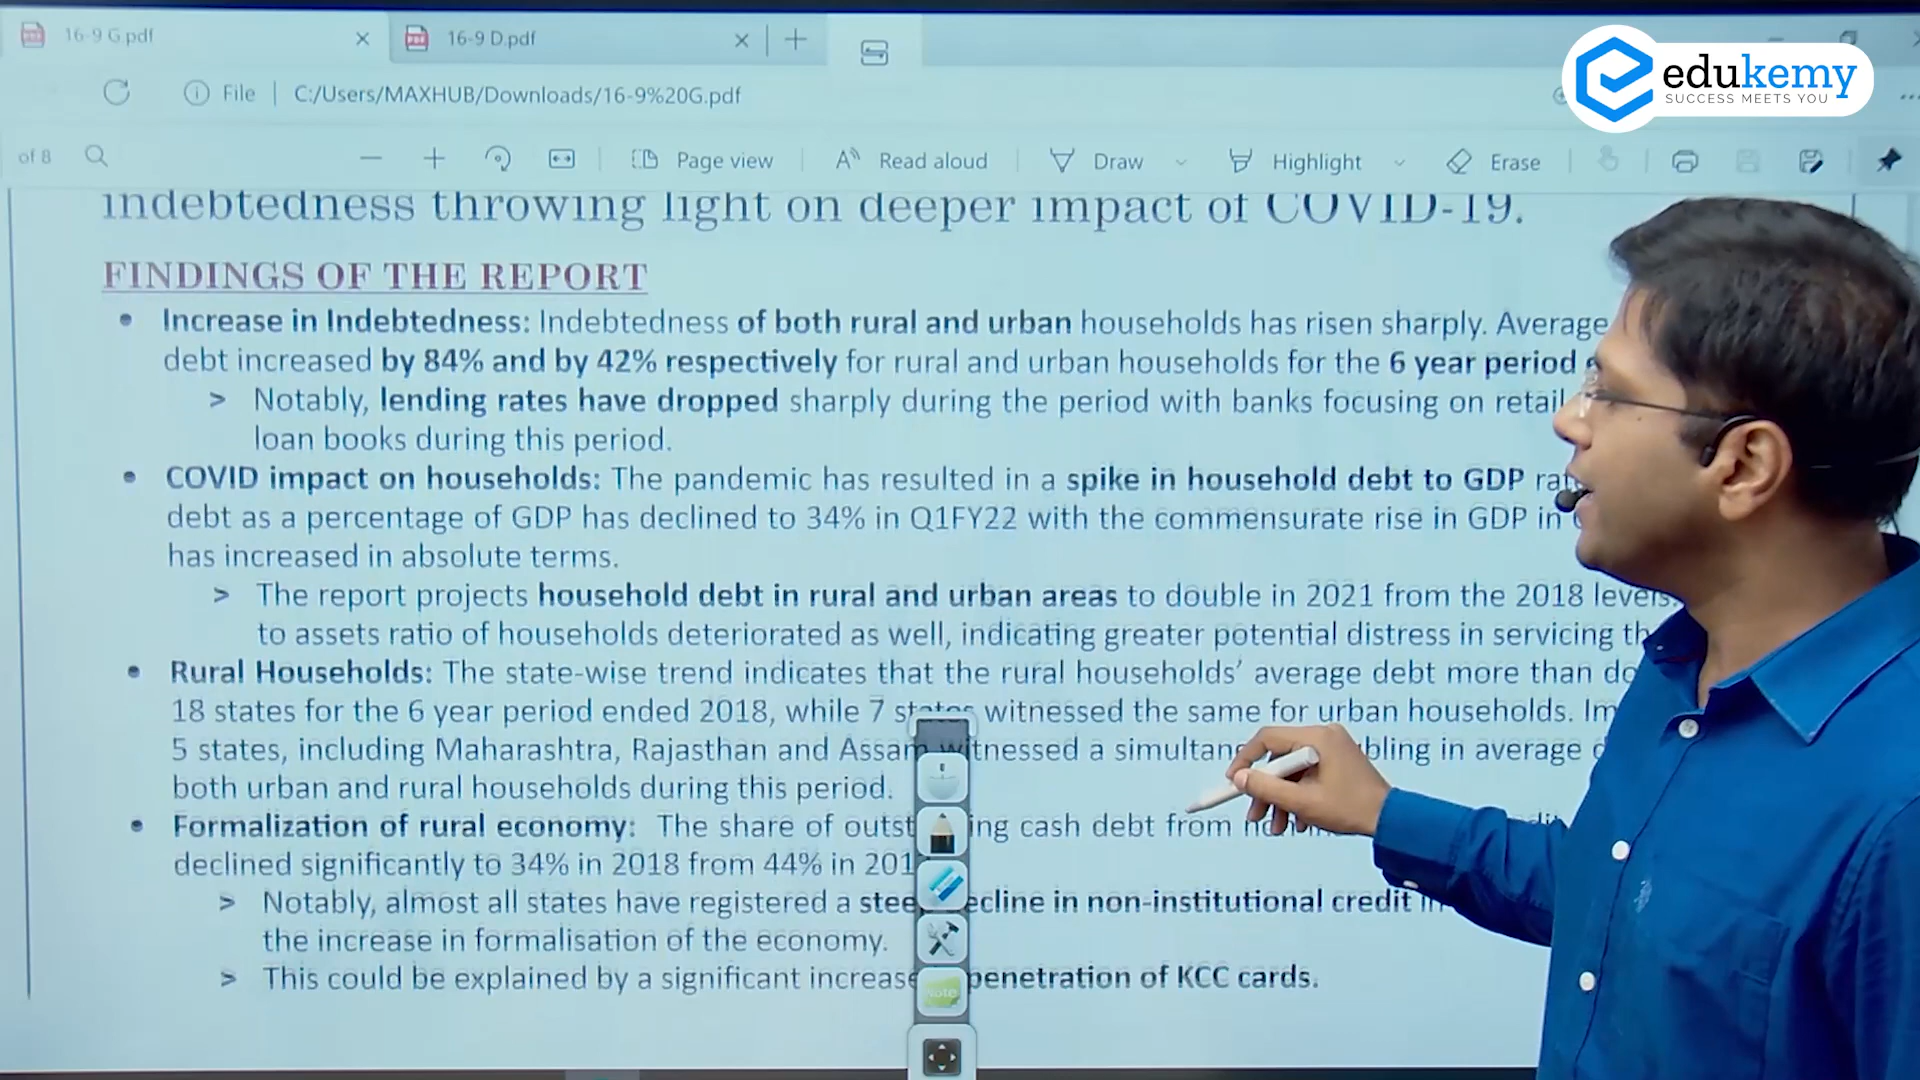 16-9 G.pdf
16-9 D.pdf
edukemy
SUCCESS MEETS YOU
File
C:/Users/MAXHUB/Downloads/16-9%20G.pdf
of 8
Page view
Read aloud
Draw
Highlight
Erase
indebtedness throwing light on deeper impact of COVID-19.
FINDINGS OF THE REPORT
• Increase in Indebtedness: Indebtedness of both rural and urban households has risen sharply. Average
debt increased by 84% and by 42% respectively for rural and urban households for the 6 year period
> Notably, lending rates have dropped sharply during the period with banks focusing on retail
loan books during this period.
• COVID impact on households: The pandemic has resulted in a spike in household debt to GDP
debt as a percentage of GDP has declined to 34% in Q1FY22 with the commensurate rise in GDP in
has increased in absolute terms.
> The report projects household debt in rural and urban areas to double in 2021 from the 2018 levels.
to assets ratio of households deteriorated as well, indicating greater potential distress in servicing
• Rural Households: The state-wise trend indicates that the rural households' average debt more than
18 states for the 6 year period ended 2018, while 7 states witnessed the same for urban households.
5 states, including Maharashtra, Rajasthan and Assam witnessed a in average
both urban and rural households during this period.
• Formalization of rural economy: The share of cash debt from
declined significantly to 34% in 2018 from 44% in
> Notably, almost all states have registered a steep decline in non-institutional credit
the increase in formalisation of the economy.
> This could be explained by a significant increase penetration of KCC cards.
Note